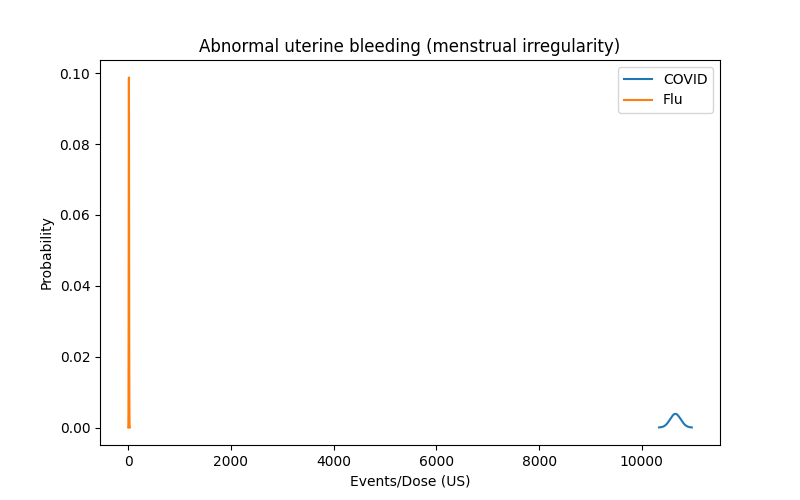 Abnormal uterine bleeding (menstrual irregularity)
COVID
Flu
0.10
0.08
0.06
0.04
0.02
0.00
Probability
0 2000 4000 6000 8000 10000
Events/Dose (US)